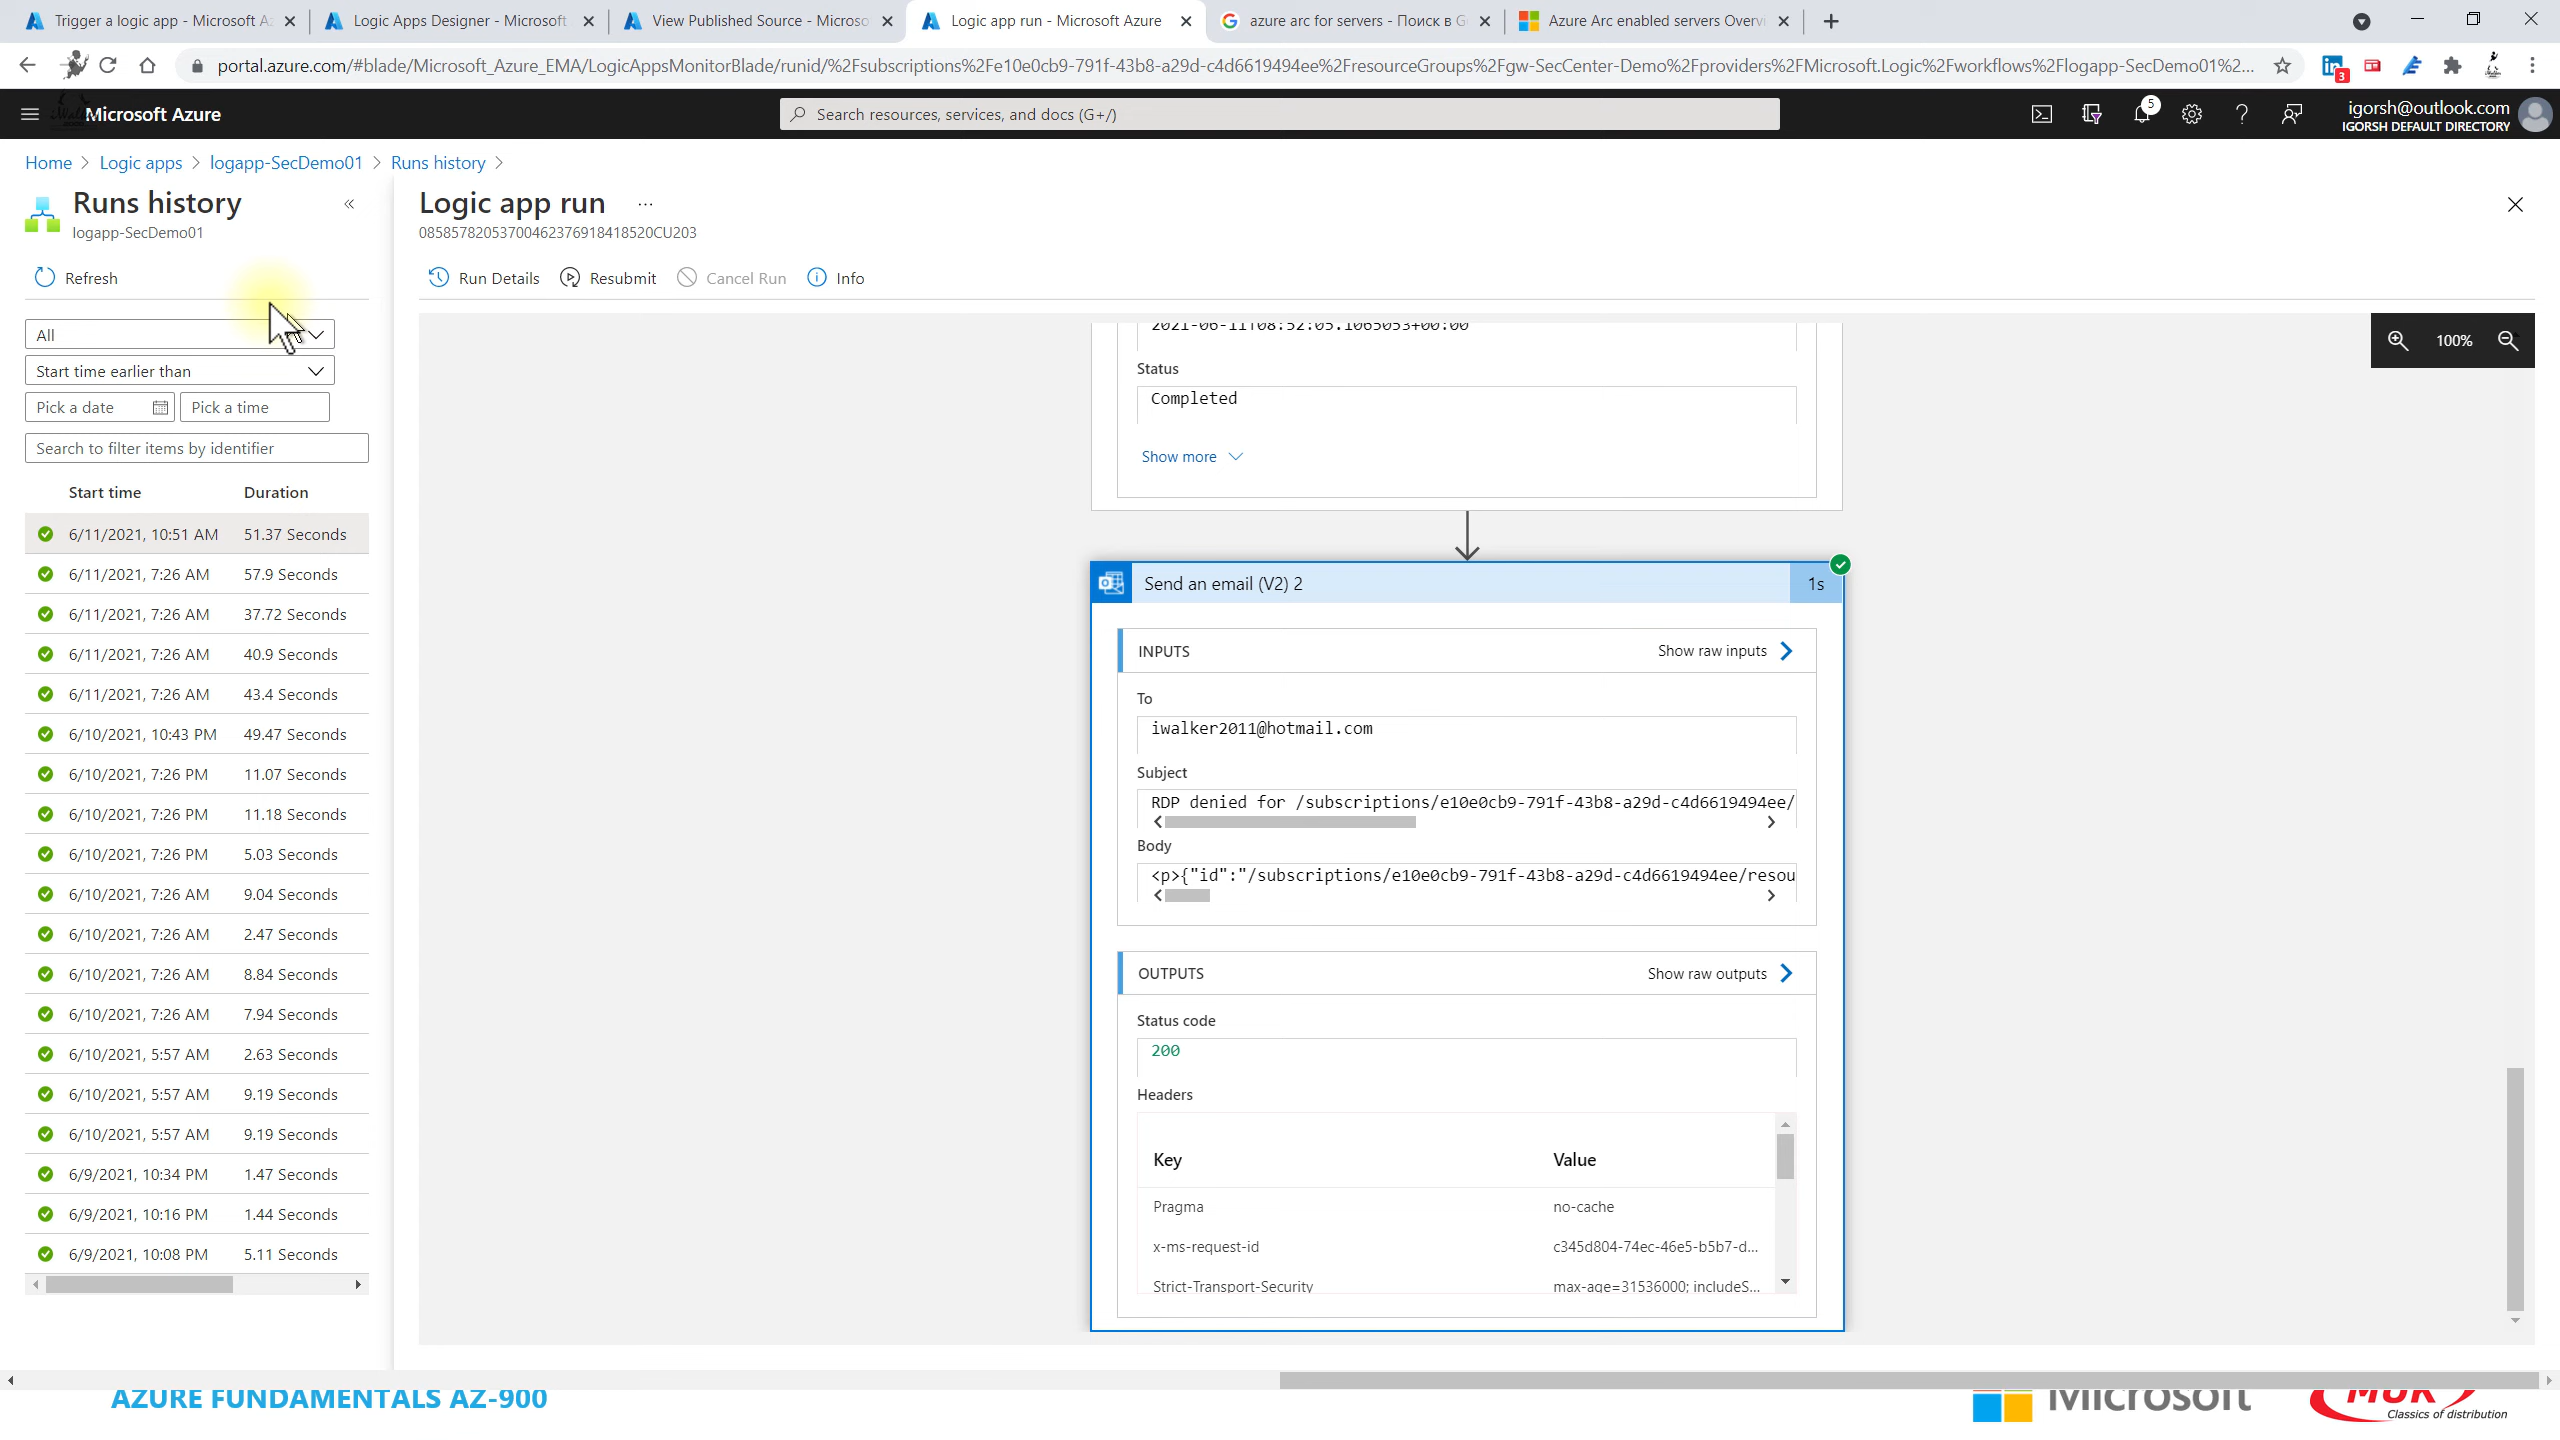 Trigger a logic app - Microsoft Az
Logic Apps Designer - Microsoft
View Published Source - Microso
Logic app run - Microsoft Azure
azure arc for servers - Поиск в G
Azure Arc enabled servers Overvi
portal.azure.com/#blade/Microsoft_Azure_EMA/LogicAppsMonitorBlade/runid/%2Fsubscriptions%2Fe10e0cb9-791f-43b8-a29d-c4d6619494ee%2FresourceGroups%2Fgw-SecCenter-Demo%2Fproviders%2FMicrosoft.Logic%2Fworkflows%2Flogapp-SecDemo01%2...
3
Microsoft Azure
Search resources, services, and docs (G+/)
5
igorsh@outlook.com
IGORSH DEFAULT DIRECTORY
Home > Logic apps > logapp-SecDemo01 > Runs history >
Runs history
logapp-SecDemo01
Refresh
All
Start time earlier than
Pick a date
Pick a time
Search to filter items by identifier
Start time Duration
6/11/2021, 10:51 AM 51.37 Seconds
6/11/2021, 7:26 AM 57.9 Seconds
6/11/2021, 7:26 AM 37.72 Seconds
6/11/2021, 7:26 AM 40.9 Seconds
6/11/2021, 7:26 AM 43.4 Seconds
6/10/2021, 10:43 PM 49.47 Seconds
6/10/2021, 7:26 PM 11.07 Seconds
6/10/2021, 7:26 PM 11.18 Seconds
6/10/2021, 7:26 PM 5.03 Seconds
6/10/2021, 7:26 AM 9.04 Seconds
6/10/2021, 7:26 AM 2.47 Seconds
6/10/2021, 7:26 AM 8.84 Seconds
6/10/2021, 7:26 AM 7.94 Seconds
6/10/2021, 5:57 AM 2.63 Seconds
6/10/2021, 5:57 AM 9.19 Seconds
6/10/2021, 5:57 AM 9.19 Seconds
6/9/2021, 10:34 PM 1.47 Seconds
6/9/2021, 10:16 PM 1.44 Seconds
6/9/2021, 10:08 PM 5.11 Seconds
Logic app run ...
08585782053700462376918418520CU203
Run Details
Resubmit
Cancel Run
Info
100%
2021-06-11T08:52:05.1065053+00:00
Status
Completed
Show more
Send an email (V2) 2
1s
INPUTS
Show raw inputs
To
iwalker2011@hotmail.com
Subject
RDP denied for /subscriptions/e10e0cb9-791f-43b8-a29d-c4d6619494ee/
Body
<p>{"id":"/subscriptions/e10e0cb9-791f-43b8-a29d-c4d6619494ee/resou
OUTPUTS
Show raw outputs
Status code
200
Headers
Key Value
Pragma no-cache
x-ms-request-id c345d804-74ec-46e5-b5b7-d...
Strict-Transport-Security max-age=31536000; includeS...
AZURE FUNDAMENTALS AZ-900
Microsoft
MUK
Classics of distribution